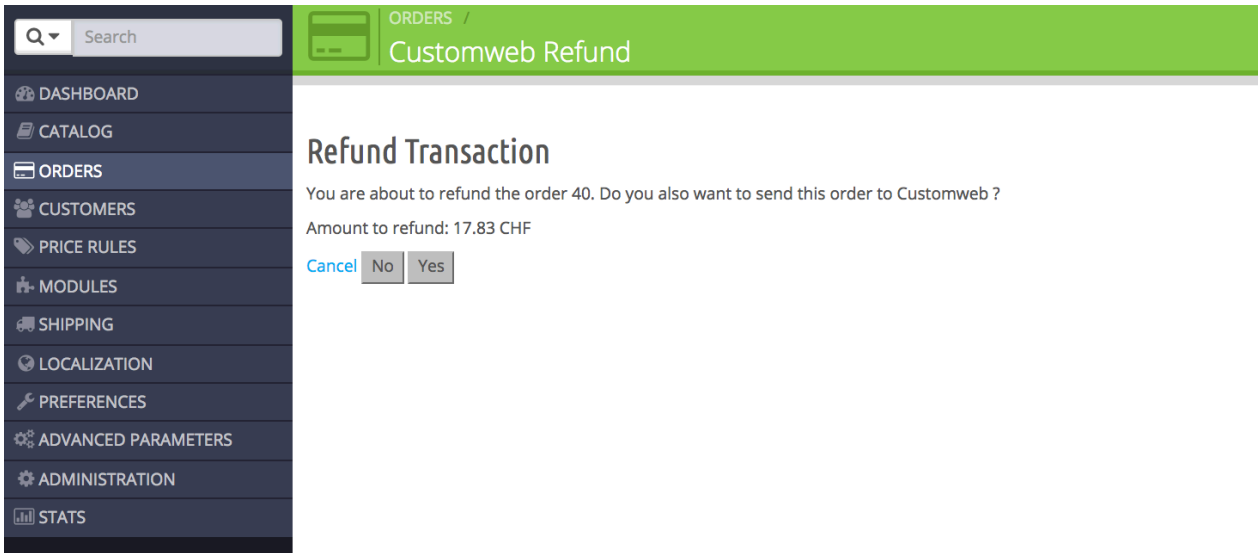 Search
ORDERS /
Customweb Refund
DASHBOARD
CATALOG
ORDERS
CUSTOMERS
PRICE RULES
MODULES
SHIPPING
LOCALIZATION
PREFERENCES
ADVANCED PARAMETERS
ADMINISTRATION
STATS
Refund Transaction
You are about to refund the order 40. Do you also want to send this order to Customweb ?
Amount to refund: 17.83 CHF
Cancel No Yes